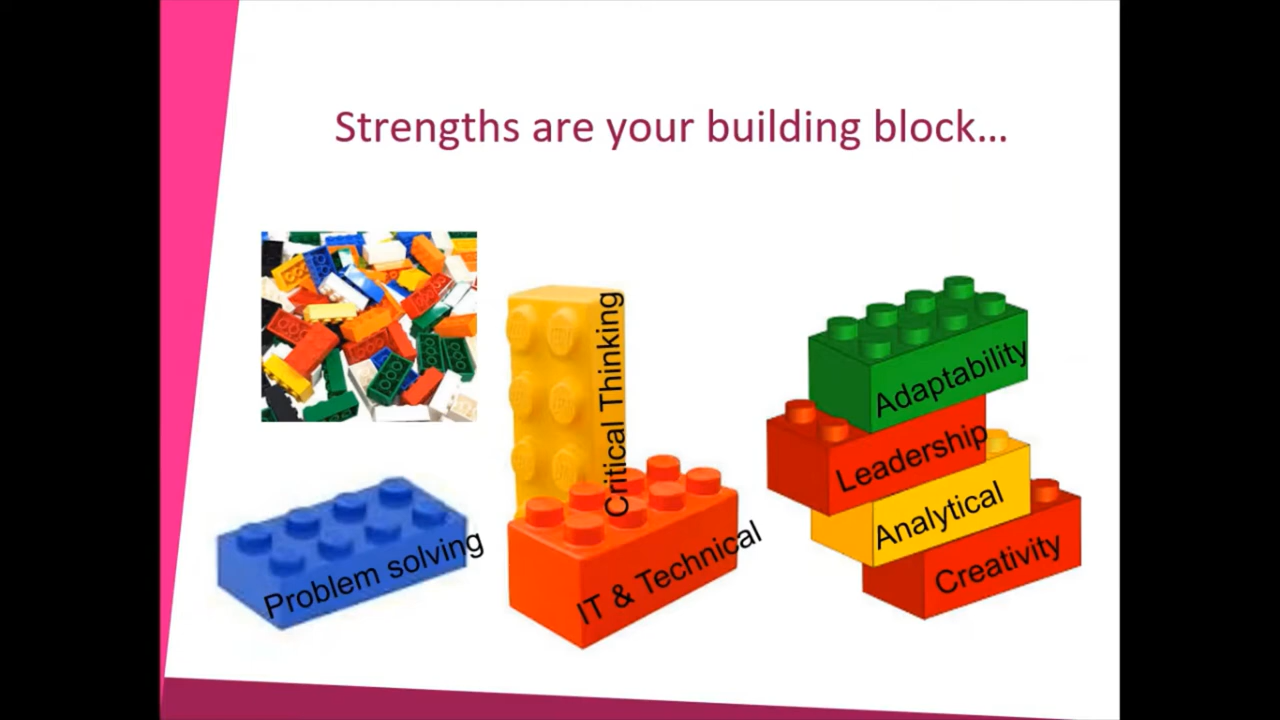 Strengths are your building block...
Critical Thinking
Adaptability
Leadership
Analytical
Creativity
Problem solving
IT & Technical